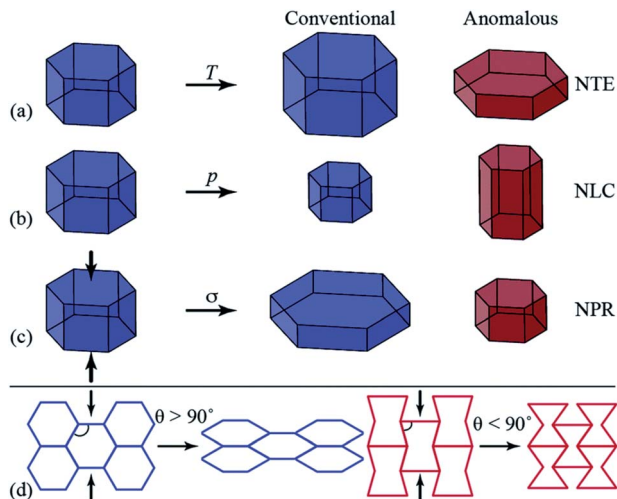 Conventional Anomalous
(a) T NTE
(b) p NLC
(c) σ NPR
(d) θ > 90° θ < 90°